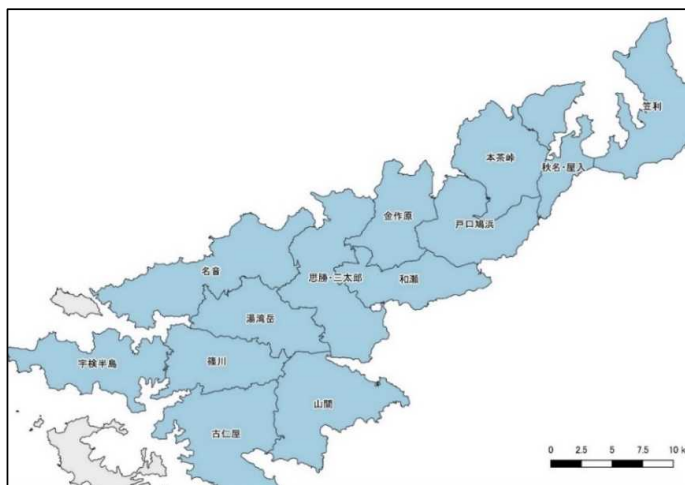 笠利
本茶峠
秋名・屋入
金作原
戸口鳩浜
名音
思勝・三太郎
和瀬
湯湾岳
宇検半島
篠川
山間
古仁屋
0 2.5 5 7.5 10 k